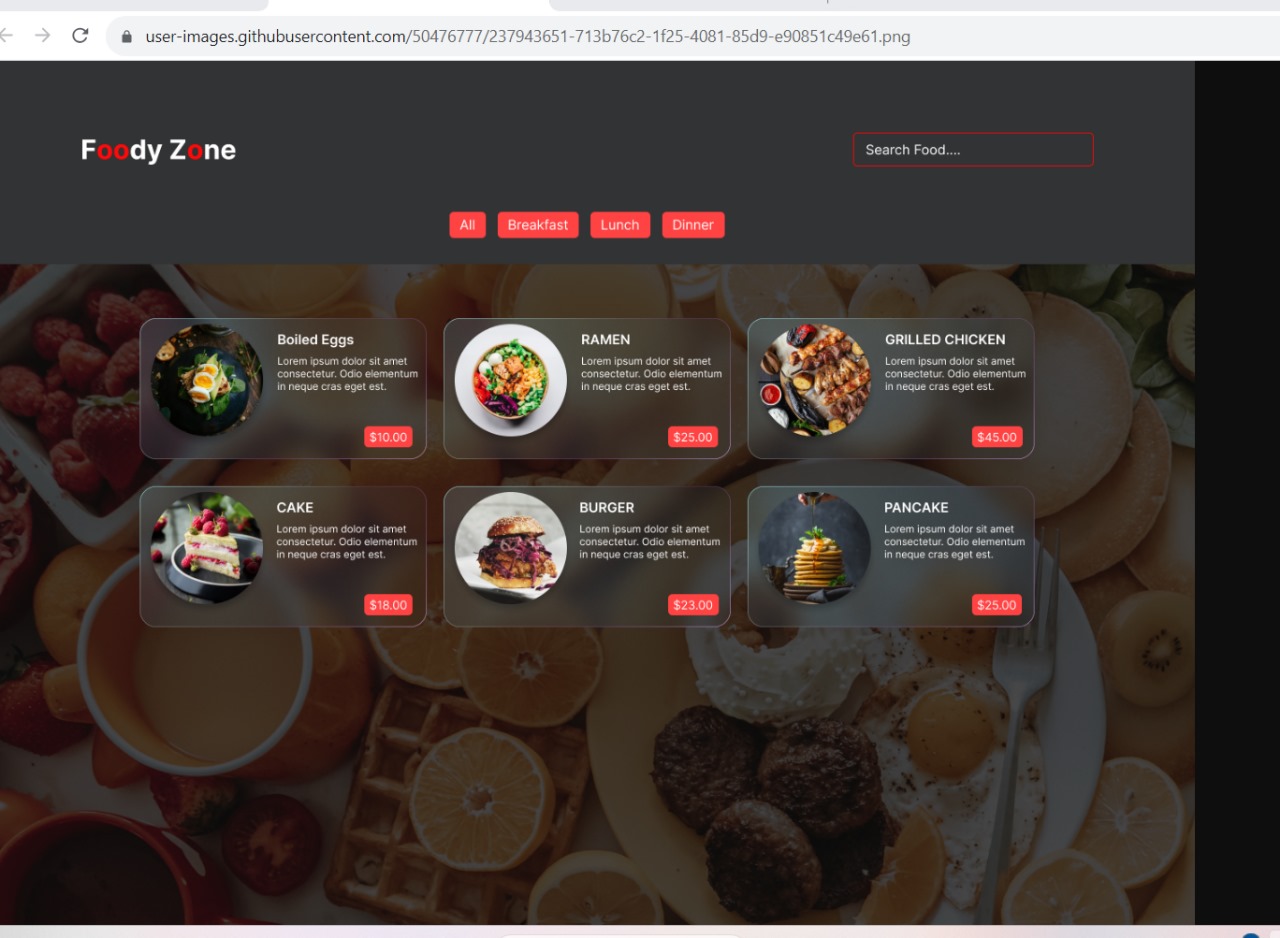 user-images.githubusercontent.com/50476777/237943651-713b76c2-1f25-4081-85d9-e90851c49e61.png
Foody Zone
Search Food....
All Breakfast Lunch Dinner
Boiled Eggs
Lorem ipsum dolor sit amet
consectetur. Odio elementum
in neque cras eget est.
$10.00
RAMEN
Lorem ipsum dolor sit amet
consectetur. Odio elementum
in neque cras eget est.
$25.00
GRILLED CHICKEN
Lorem ipsum dolor sit amet
consectetur. Odio elementum
in neque cras eget est.
$45.00
CAKE
Lorem ipsum dolor sit amet
consectetur. Odio elementum
in neque cras eget est.
$18.00
BURGER
Lorem ipsum dolor sit amet
consectetur. Odio elementum
in neque cras eget est.
$23.00
PANCAKE
Lorem ipsum dolor sit amet
consectetur. Odio elementum
in neque cras eget est.
$25.00